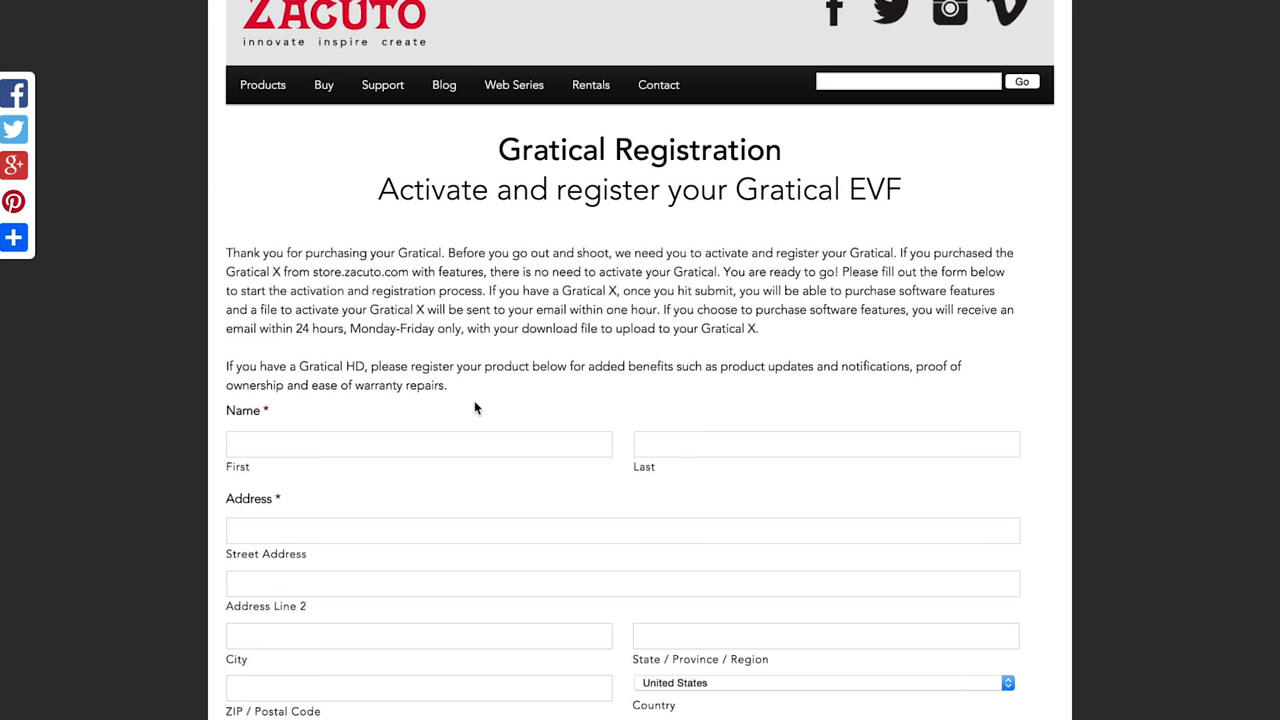 ZACUTO
innovate inspire create
Products Buy Support Blog Web Series Rentals Contact Go
Gratical Registration
Activate and register your Gratical EVF
Thank you for purchasing your Gratical. Before you go out and shoot, we need you to activate and register your Gratical. If you purchased the
Gratical X from store.zacuto.com with features, there is no need to activate your Gratical. You are ready to go! Please fill out the form below
to start the activation and registration process. If you have a Gratical X, once you hit submit, you will be able to purchase software features
and a file to activate your Gratical X will be sent to your email within one hour. If you choose to purchase software features, you will receive an
email within 24 hours, Monday-Friday only, with your download file to upload to your Gratical X.
If you have a Gratical HD, please register your product below for added benefits such as product updates and notifications, proof of
ownership and ease of warranty repairs.
Name *
First Last
Address *
Street Address
Address Line 2
City State / Province / Region
United States
ZIP / Postal Code Country